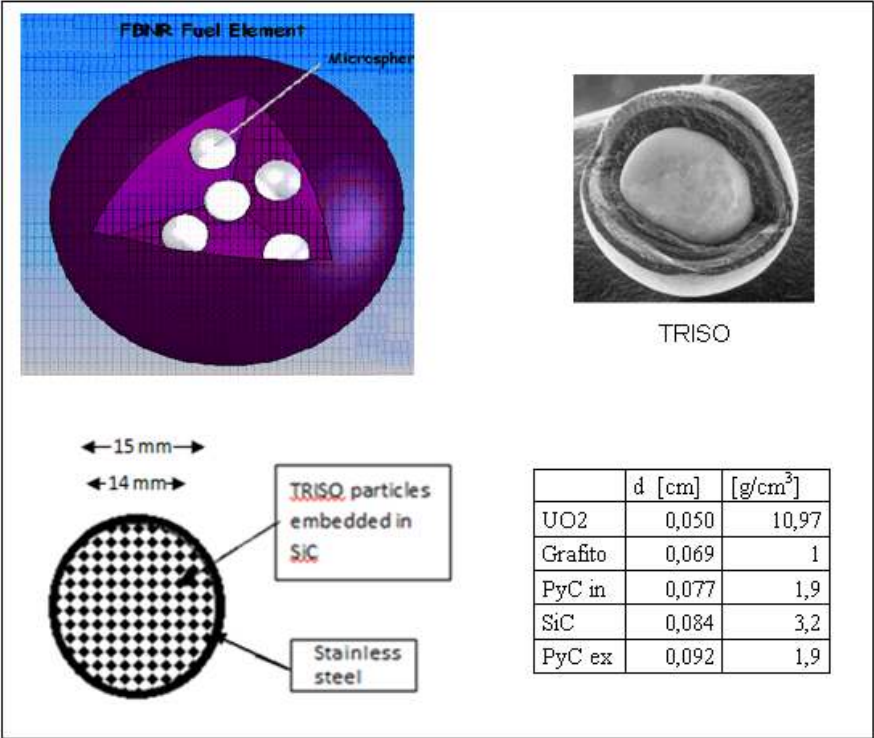 FBNR Fuel Element
Microspher
TRISO
15 mm
14 mm
TRISO particles
embedded in
SiC
Stainless
steel
d [cm] [g/cm³]
UO2 0,050 10,97
Grafito 0,069 1
PyC in 0,077 1,9
SiC 0,084 3,2
PyC ex 0,092 1,9